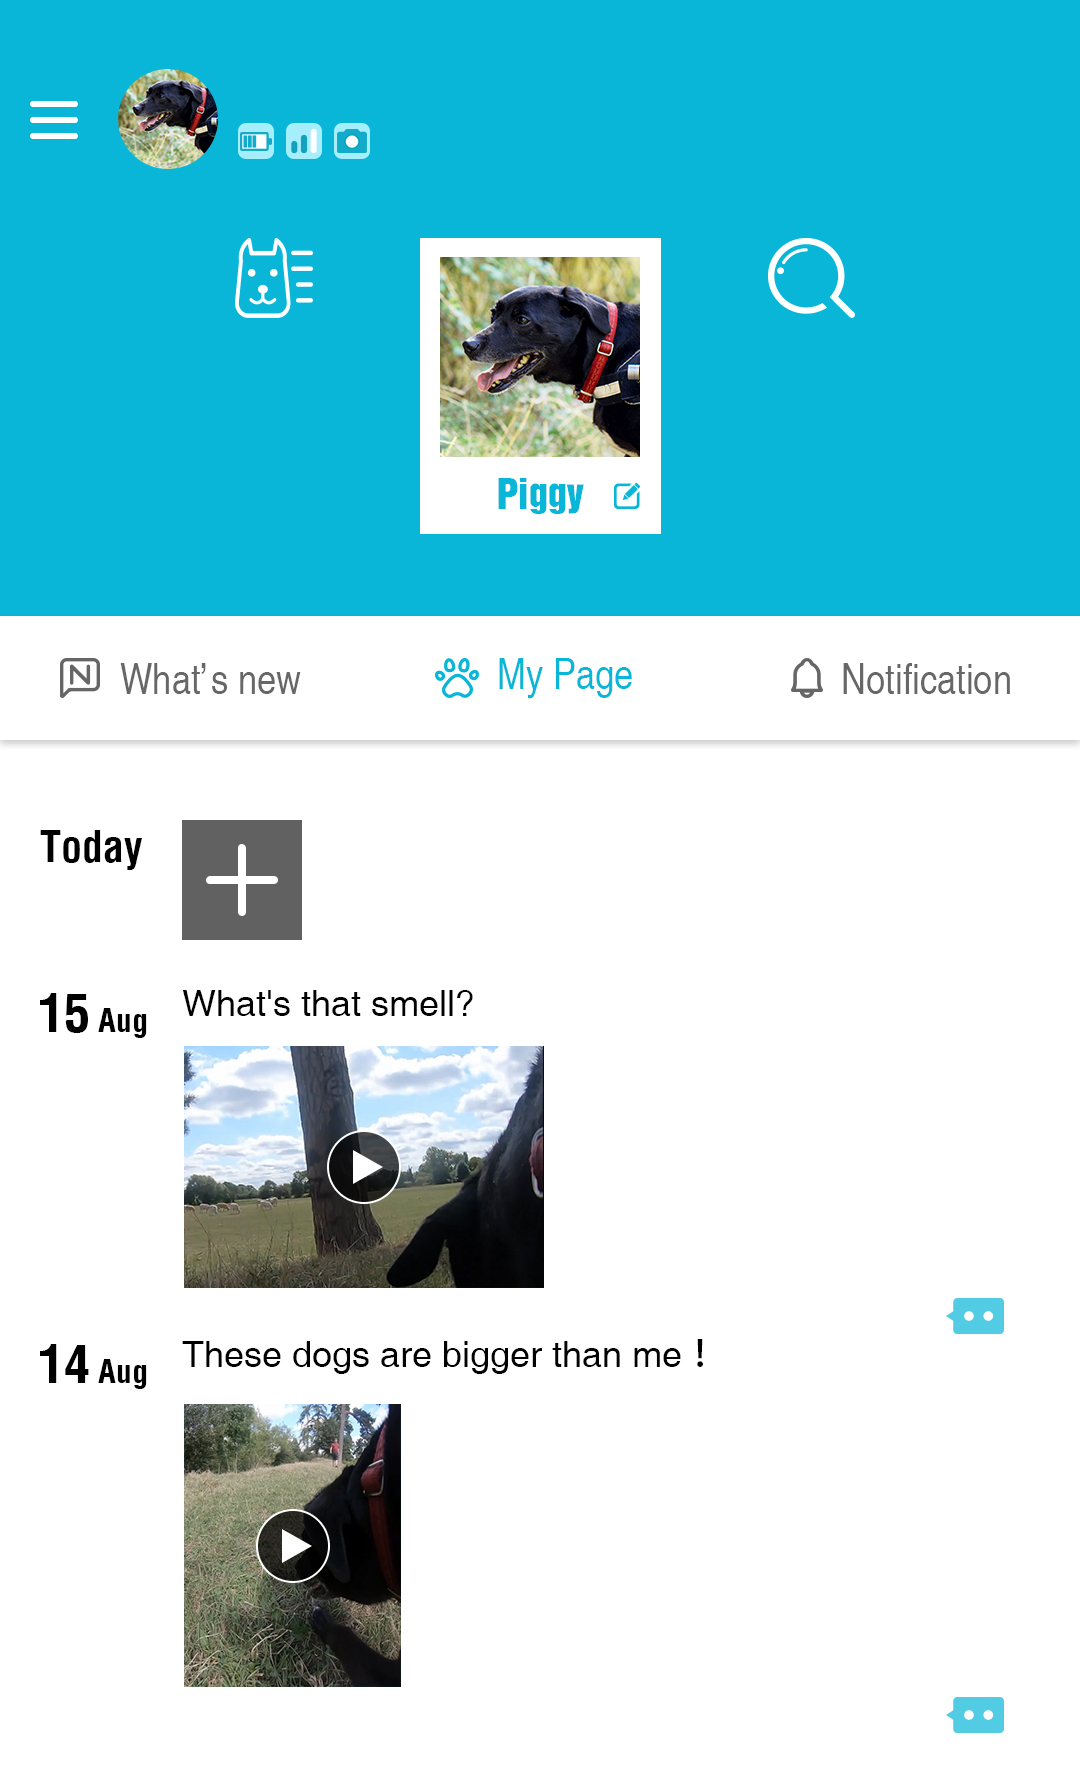 Piggy
What’s new
My Page
Notification
Today
15 Aug
What's that smell?
14 Aug
These dogs are bigger than me !